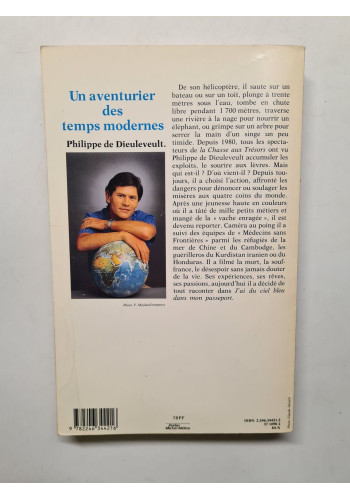 Un aventurier
des
temps modernes
Philippe de Dieuleveult.
De son hélicoptère, il saute sur un
bateau ou sur un toit, plonge à trente
mètres sous l'eau, tombe en chute
libre pendant 1 700 mètres, traverse
une rivière à la nage pour nourrir un
éléphant, ou grimpe sur un arbre pour
serrer la main d'un singe un peu
timide. Depuis 1980, tous les specta-
teurs de la Chasse aux Trésors ont vu
Philippe de Dieuleveult accumuler les
exploits, le sourire aux lèvres. Mais
qui est-il ? D'où vient-il ? Depuis tou-
jours, il a choisi l'action, affronté les
dangers pour dénoncer ou soulager les
misères aux quatre coins du monde.
Après une jeunesse haute en couleurs
où il a tâté de mille petits métiers et
mangé de la « vache enragée », il est
devenu reporter. Caméra au poing il a
suivi des équipes de « Médecins sans
Frontières » parmi les réfugiés de la
mer de Chine et du Cambodge, les
guérilleros du Kurdistan iranien ou du
Honduras. Il a filmé la mort, la souf-
france, le désespoir sans jamais douter
de la vie. Ses expériences, ses rêves,
ses passions, aujourd'hui il a décidé de
tout raconter dans J'ai du ciel bleu
dans mon passeport.
9 782246 344216